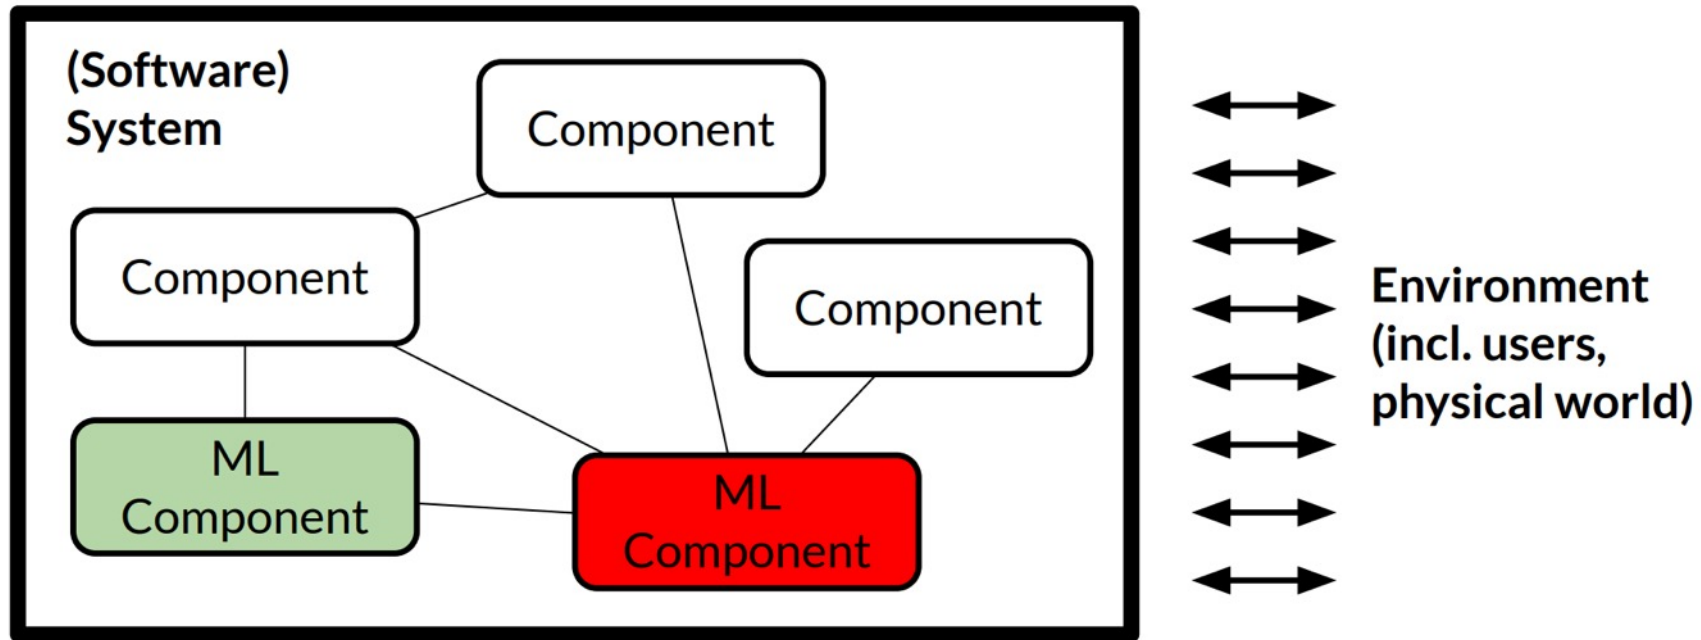 (Software)
System
Component
Component
Component
ML
Component
ML
Component
Environment
(incl. users,
physical world)